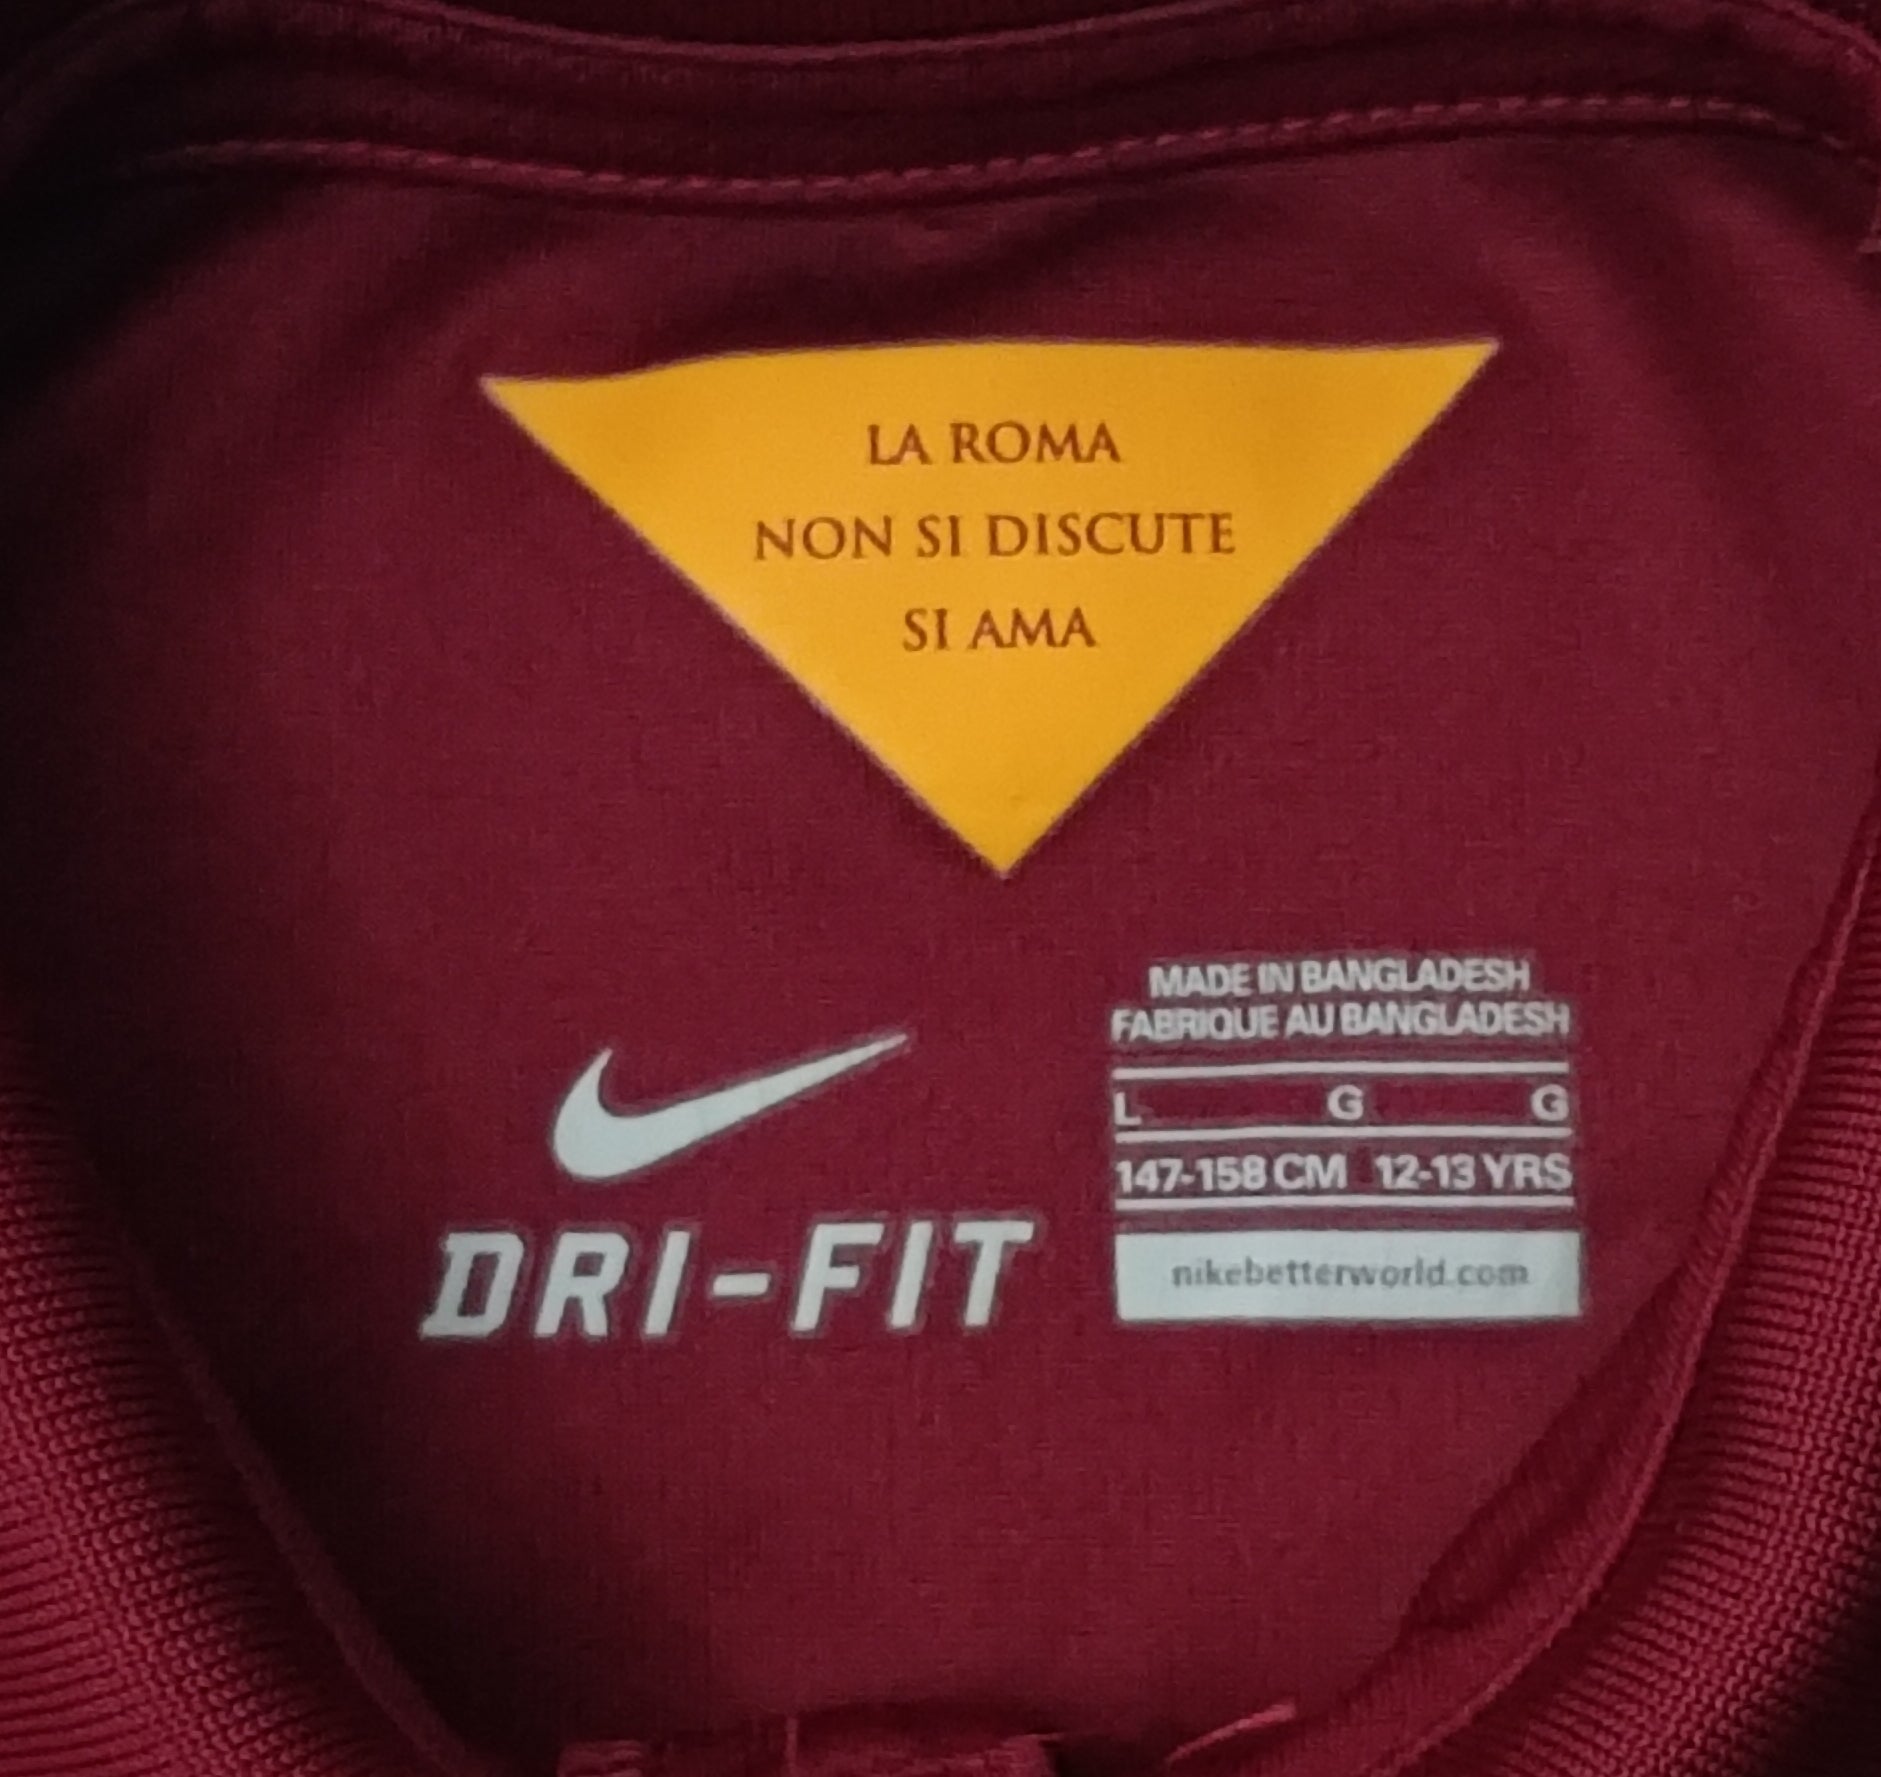 LA ROMA
NON SI DISCUTE
SI AMA
MADE IN BANGLADESH
FABRIQUE AU BANGLADESH
L G G
147-158 CM 12-13 YRS
nikebetterworld.com
DRI-FIT